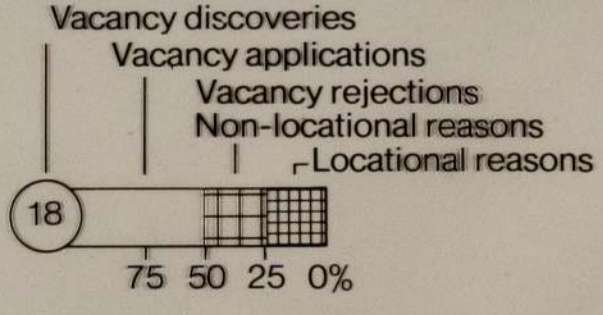 Vacancy discoveries
Vacancy applications
Vacancy rejections
Non-locational reasons
Locational reasons
18
75 50 25 0%